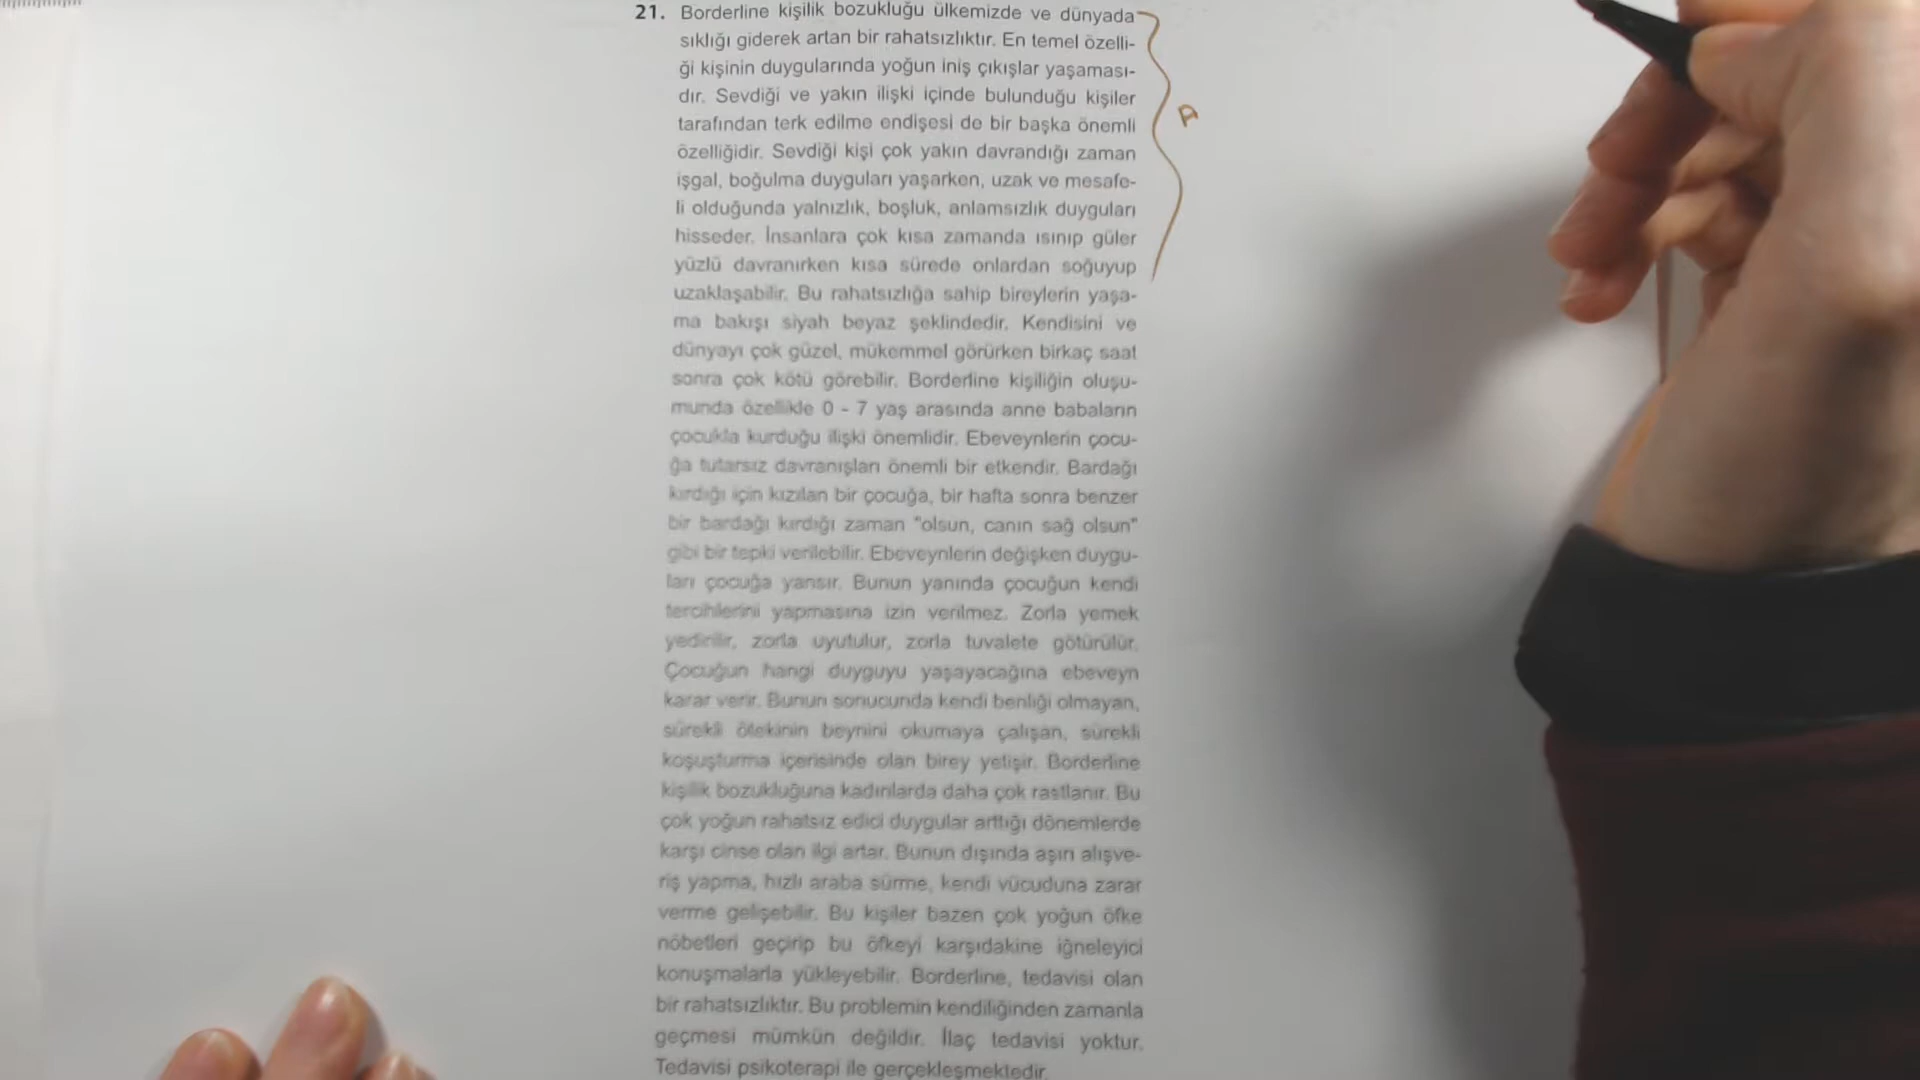 21. Borderline kişilik bozukluğu ülkemizde ve dünyada
sıklığı giderek artan bir rahatsızlıktır. En temel özelli-
ği kişinin duygularında yoğun iniş çıkışlar yaşaması-
dır. Sevdiği ve yakın ilişki içinde bulunduğu kişiler
tarafından terk edilme endişesi de bir başka önemli
A
özelliğidir. Sevdiği kişi çok yakın davrandığı zaman
işgal, boğulma duyguları yaşarken, uzak ve mesafe-
li olduğunda yalnızlık, boşluk, anlamsızlık duyguları
hisseder. İnsanlara çok kısa zamanda ısınıp güler
yüzlü davranırken kısa sürede onlardan soğuyup
uzaklaşabilir. Bu rahatsızlığa sahip bireylerin yaşa-
ma bakışı siyah beyaz şeklindedir. Kendisini ve
dünyayı çok güzel, mükemmel görürken birkaç saat
sonra çok kötü görebilir. Borderline kişiliğin oluşu-
munda özellikle 0 - 7 yaş arasında anne babaların
çocukla kurduğu ilişki önemlidir. Ebeveynlerin çocu-
ğa tutarsız davranışları önemli bir etkendir. Bardağı
kırdığı için kızılan bir çocuğa, bir hafta sonra benzer
bir bardağı kırdığı zaman "olsun, canın sağ olsun"
gibi bir tepki verilebilir. Ebeveynlerin değişken duygu-
ları çocuğa yansır. Bunun yanında çocuğun kendi
tercihlerini yapmasına izin verilmez. Zorla yemek
yedirilir, zorla uyutulur, zorla tuvalete götürülür.
Çocuğun hangi duyguyu yaşayacağına ebeveyn
karar verir. Bunun sonucunda kendi benliği olmayan,
sürekli ötekinin beynini okumaya çalışan, sürekli
koşuşturma içerisinde olan birey yetişir. Borderline
kişilik bozukluğuna kadınlarda daha çok rastlanır. Bu
çok yoğun rahatsız edici duygular arttığı dönemlerde
karşı cinse olan ilgi artar. Bunun dışında aşırı alışve-
riş yapma, hızlı araba sürme, kendi vücuduna zarar
verme gelişebilir. Bu kişiler bazen çok yoğun öfke
nöbetleri geçirip bu öfkeyi karşıdakine iğneleyici
konuşmalarla yükleyebilir. Borderline, tedavisi olan
bir rahatsızlıktır. Bu problemin kendiliğinden zamanla
geçmesi mümkün değildir. İlaç tedavisi yoktur.
Tedavisi psikoterapi ile gerçekleşmektedir.